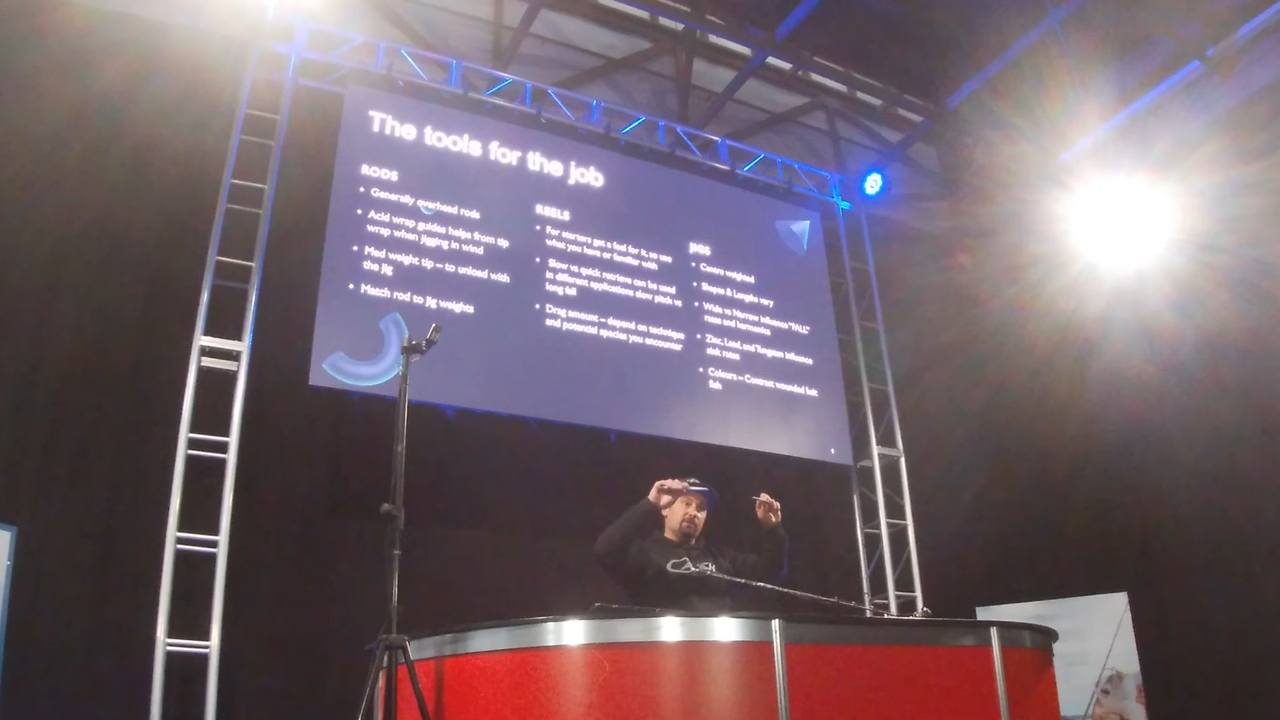 The tools for the job
RODS
• Generally overhead rods
• Acid wrap guides helps from tip
wrap when jigging in wind
• Med weight tip – to unload with
the jig
• Match rod to jig weights
REELS
• For starters get a feel for it, so use
what you have or familiar with
• Slow vs quick retrieve can be used
in different applications slow pitch vs
long fall
• Drag amount – depend on technique
and potential species you encounter
JIGS
• Centre weighted
• Shapes & Lengths vary
• Wide vs Narrow influence "FALL"
rates and harmonics
• Zinc, Lead, and Tungsten influence
sink rates
• Colours – Contrast wounded bait
fish